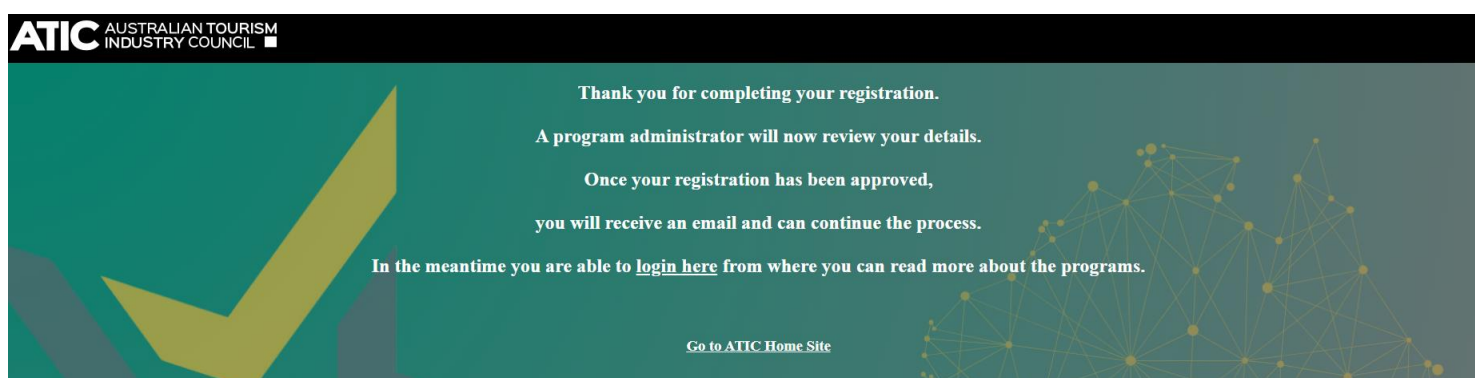 ATIC AUSTRALIAN TOURISM
INDUSTRY COUNCIL
Thank you for completing your registration.
A program administrator will now review your details.
Once your registration has been approved,
you will receive an email and can continue the process.
In the meantime you are able to login here from where you can read more about the programs.
Go to ATIC Home Site